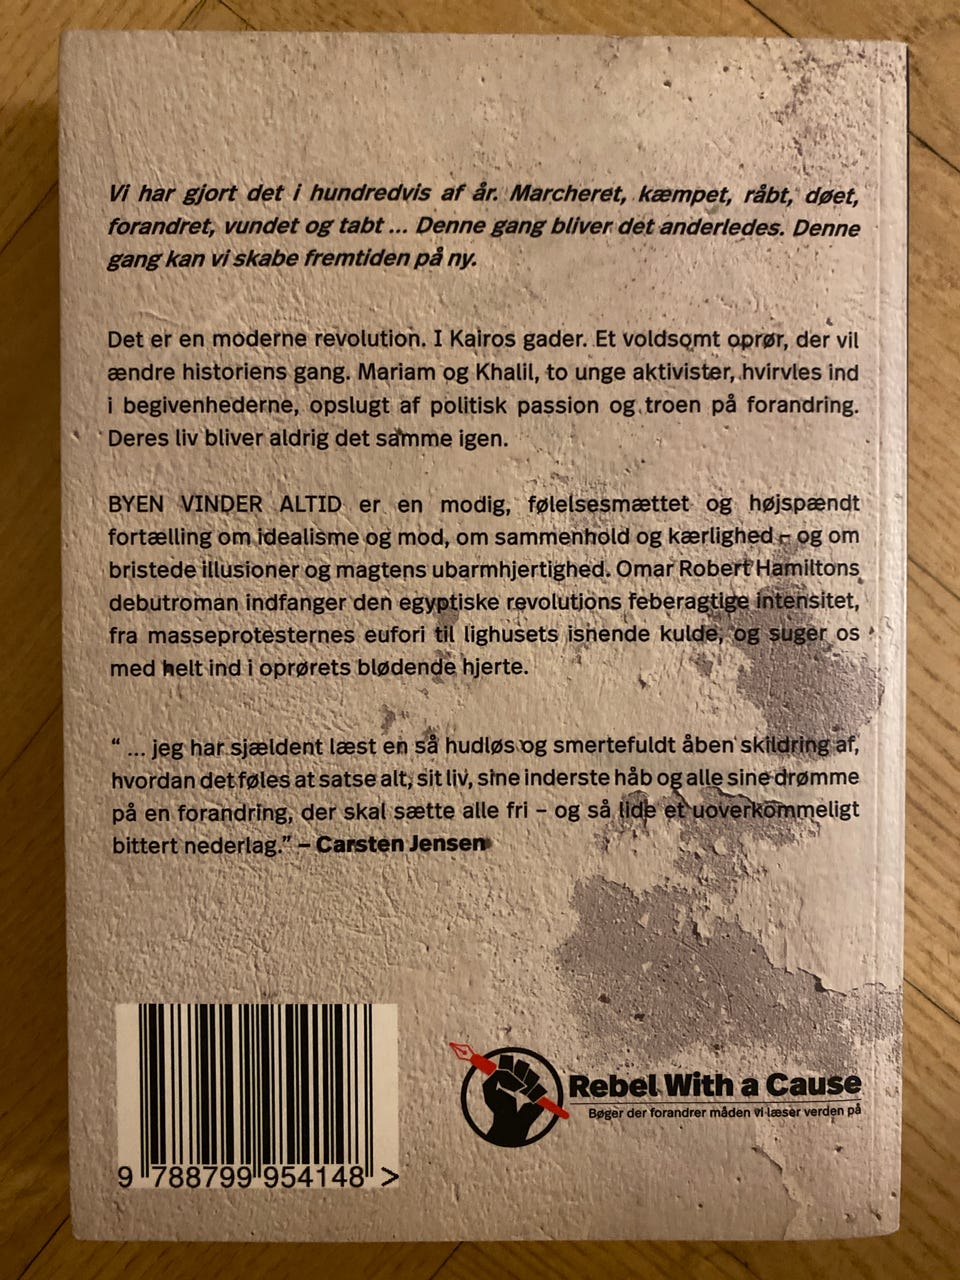 Vi har gjort det i hundredvis af år. Marcheret, kæmpet, råbt, døet,
forandret, vundet og tabt ... Denne gang bliver det anderledes. Denne
gang kan vi skabe fremtiden på ny.
Det er en moderne revolution. I Kairos gader. Et voldsomt oprør, der vil
ændre historiens gang. Mariam og Khalil, to unge aktivister, hvirvles ind
i begivenhederne, opslugt af politisk passion og troen på forandring.
Deres liv bliver aldrig det samme igen.
BYEN VINDER ALTID er en modig, følelsesmættet og højspændt
fortælling om idealisme og mod, om sammenhold og kærlighed – og om
bristede illusioner og magtens ubarmhjertighed. Omar Robert Hamiltons
debutroman indfanger den egyptiske revolutions feberagtige intensitet,
fra masseprotesternes eufori til lighusets isnende kulde, og suger os
med helt ind i oprørets blødende hjerte.
“ ... jeg har sjældent læst en så hudløs og smertefuldt åben skildring af,
hvordan det føles at satse alt, sit liv, sine inderste håb og alle sine drømme
på en forandring, der skal sætte alle fri – og så lide et uoverkommeligt
bittert nederlag.” – Carsten Jensen
Rebel With a Cause
Bøger der forandrer måden vi læser verden på
9 788799 954148 >